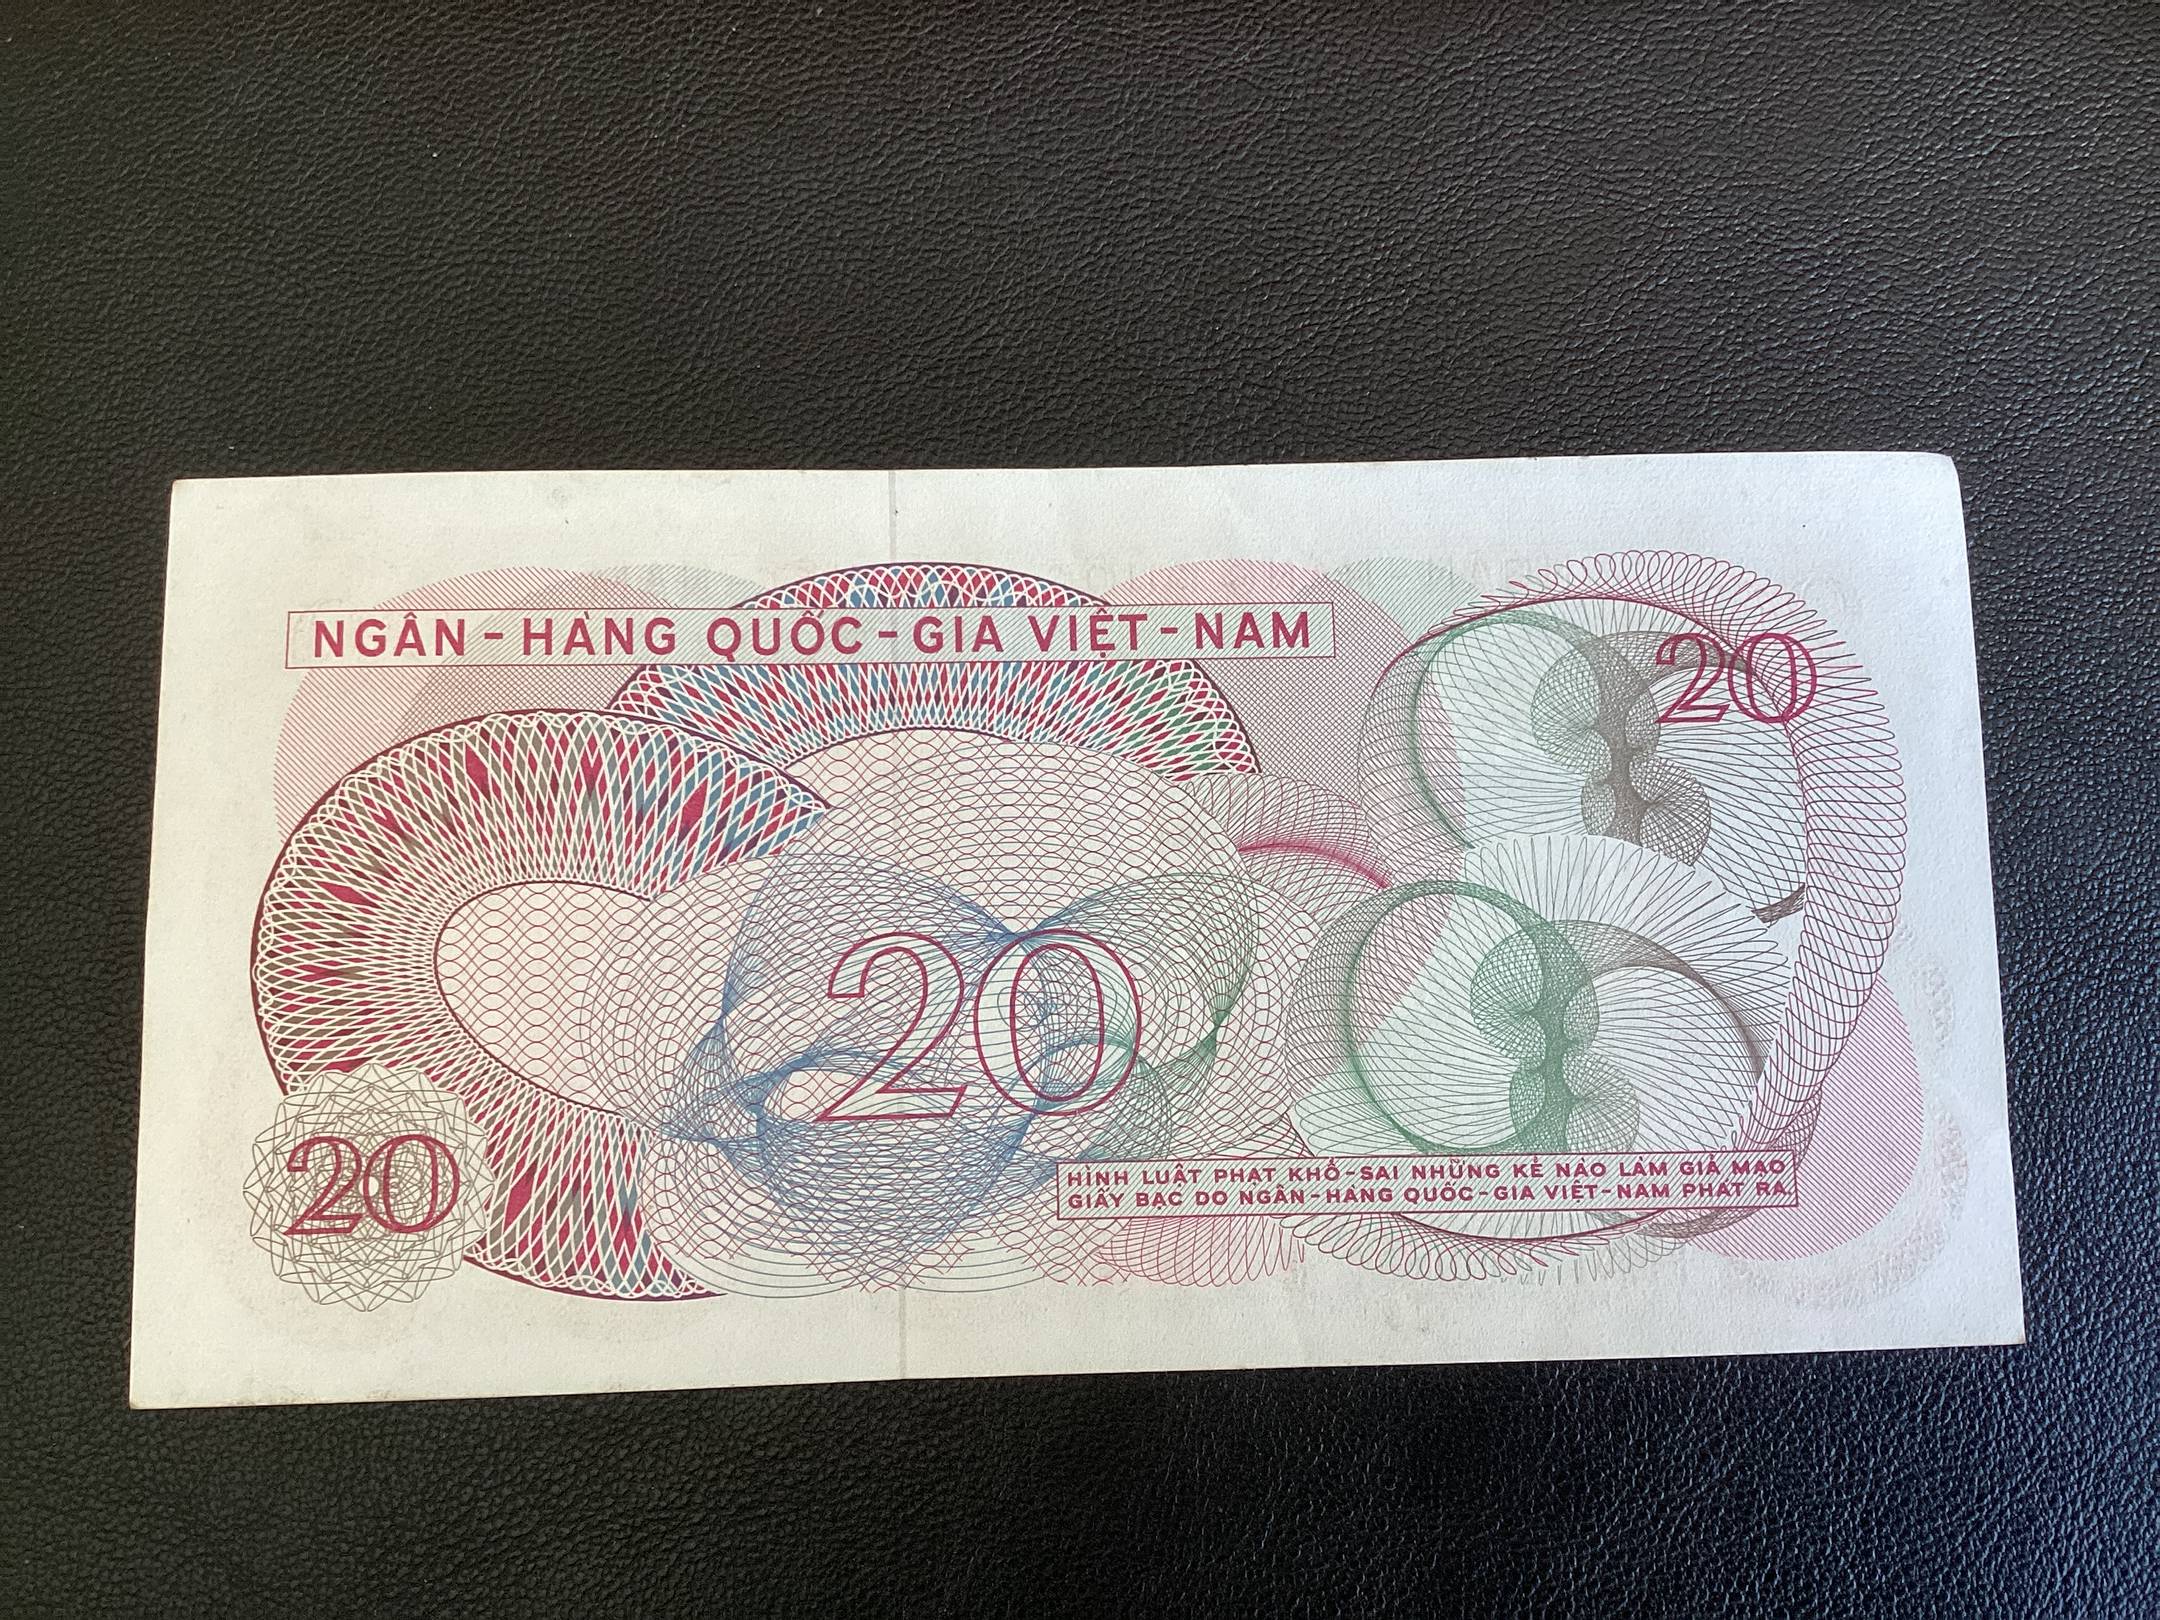 NGÂN - HÀNG QUỐC - GIA VIỆT - NAM
20
20
20
HÌNH LUẬT PHẠT KHỔ - SAI NHỮNG KẺ NÀO LÀM GIẢ MẠO
GIẤY BẠC DO NGÂN - HÀNG QUỐC - GIA VIỆT - NAM PHÁT RA.